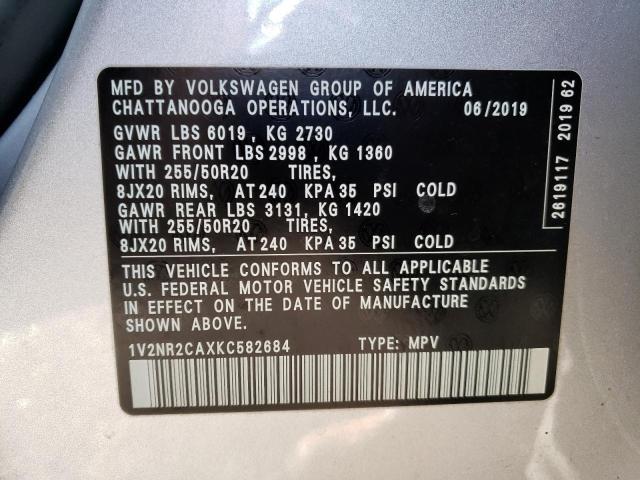 MFD BY VOLKSWAGEN GROUP OF AMERICA
CHATTANOOGA OPERATIONS, LLC. 06/2019
GVWR LBS 6019, KG 2730
GAWR FRONT LBS 2998, KG 1360
WITH 255/50R20 TIRES,
8JX20 RIMS, AT 240 KPA 35 PSI COLD
GAWR REAR LBS 3131, KG 1420
WITH 255/50R20 TIRES,
8JX20 RIMS, AT 240 KPA 35 PSI COLD
THIS VEHICLE CONFORMS TO ALL APPLICABLE
U.S. FEDERAL MOTOR VEHICLE SAFETY STANDARDS
IN EFFECT ON THE DATE OF MANUFACTURE
SHOWN ABOVE.
1V2NR2CAXKC582684 TYPE: MPV
2619117 2019 62